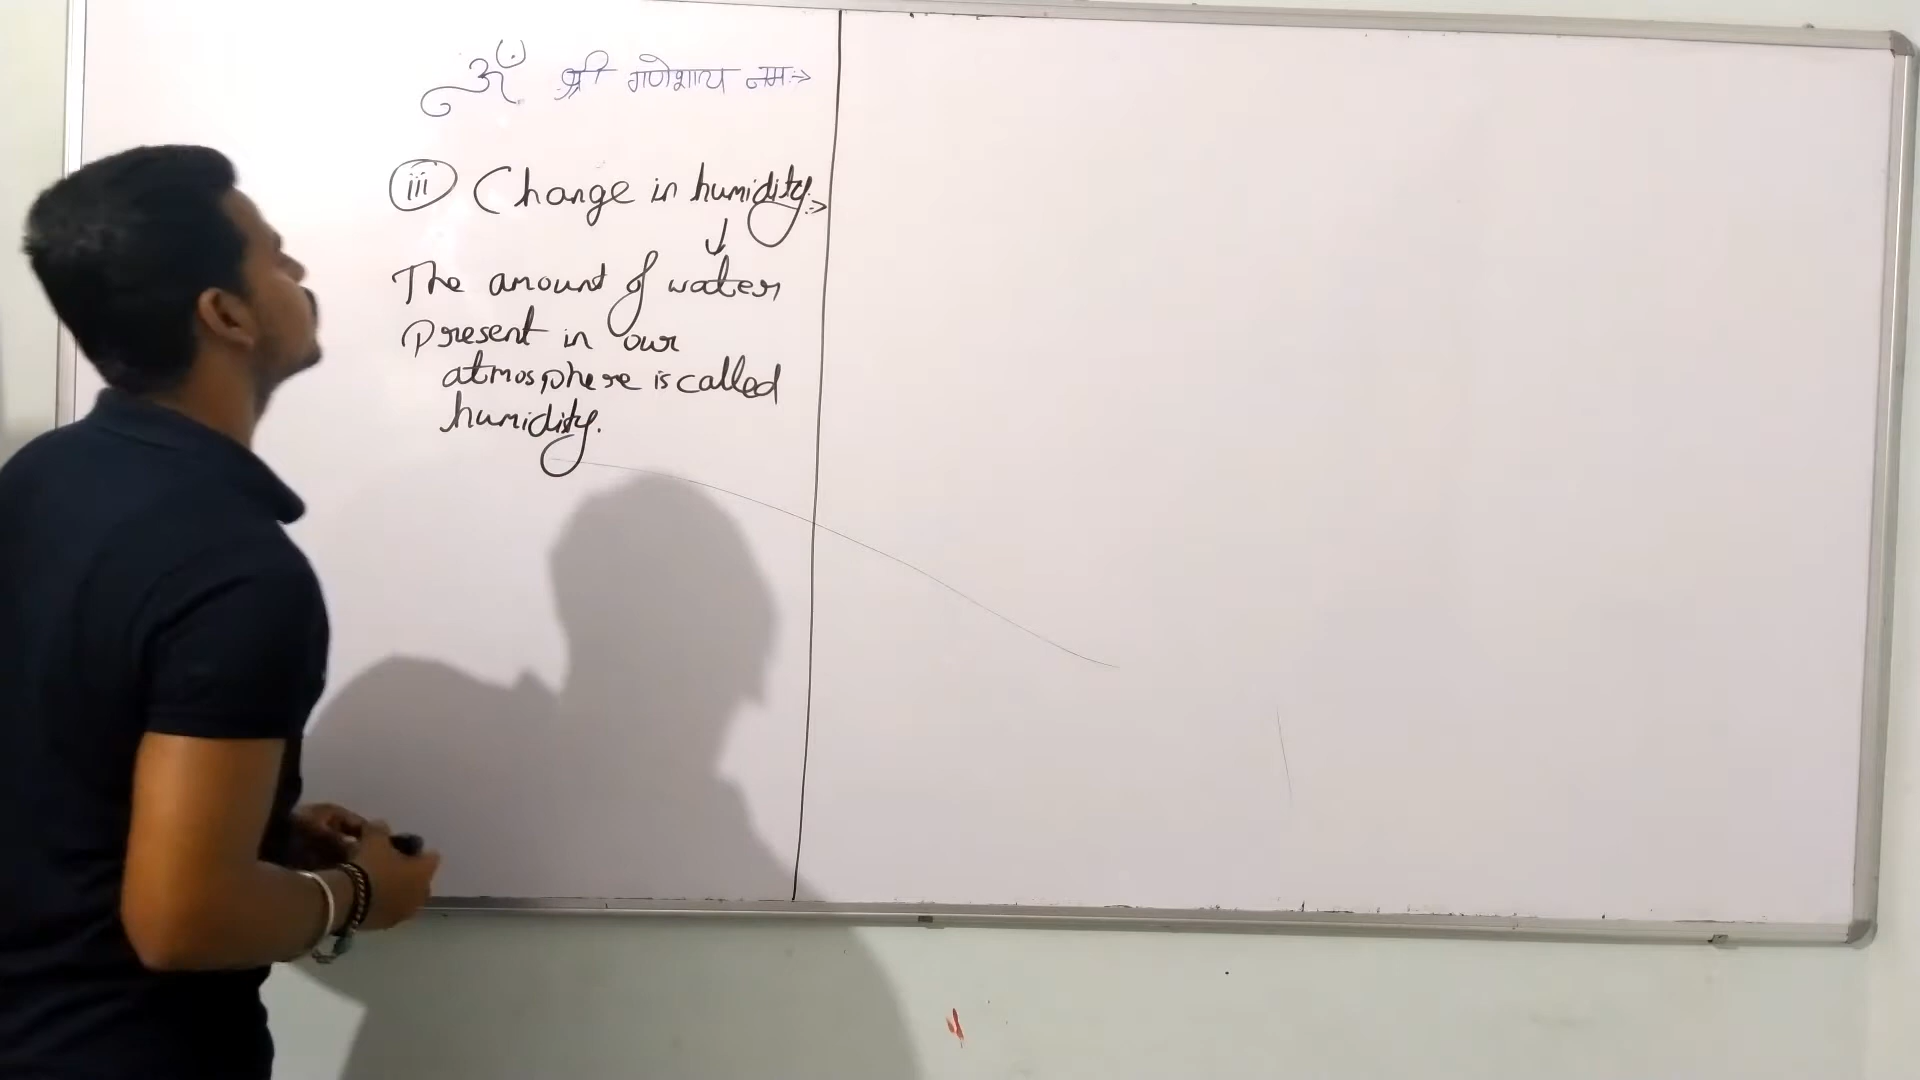 ॐ श्री गणेशाय नमः→
(iii) Change in humidity:→
↓
The amount of water
present in our
atmosphere is called
humidity.